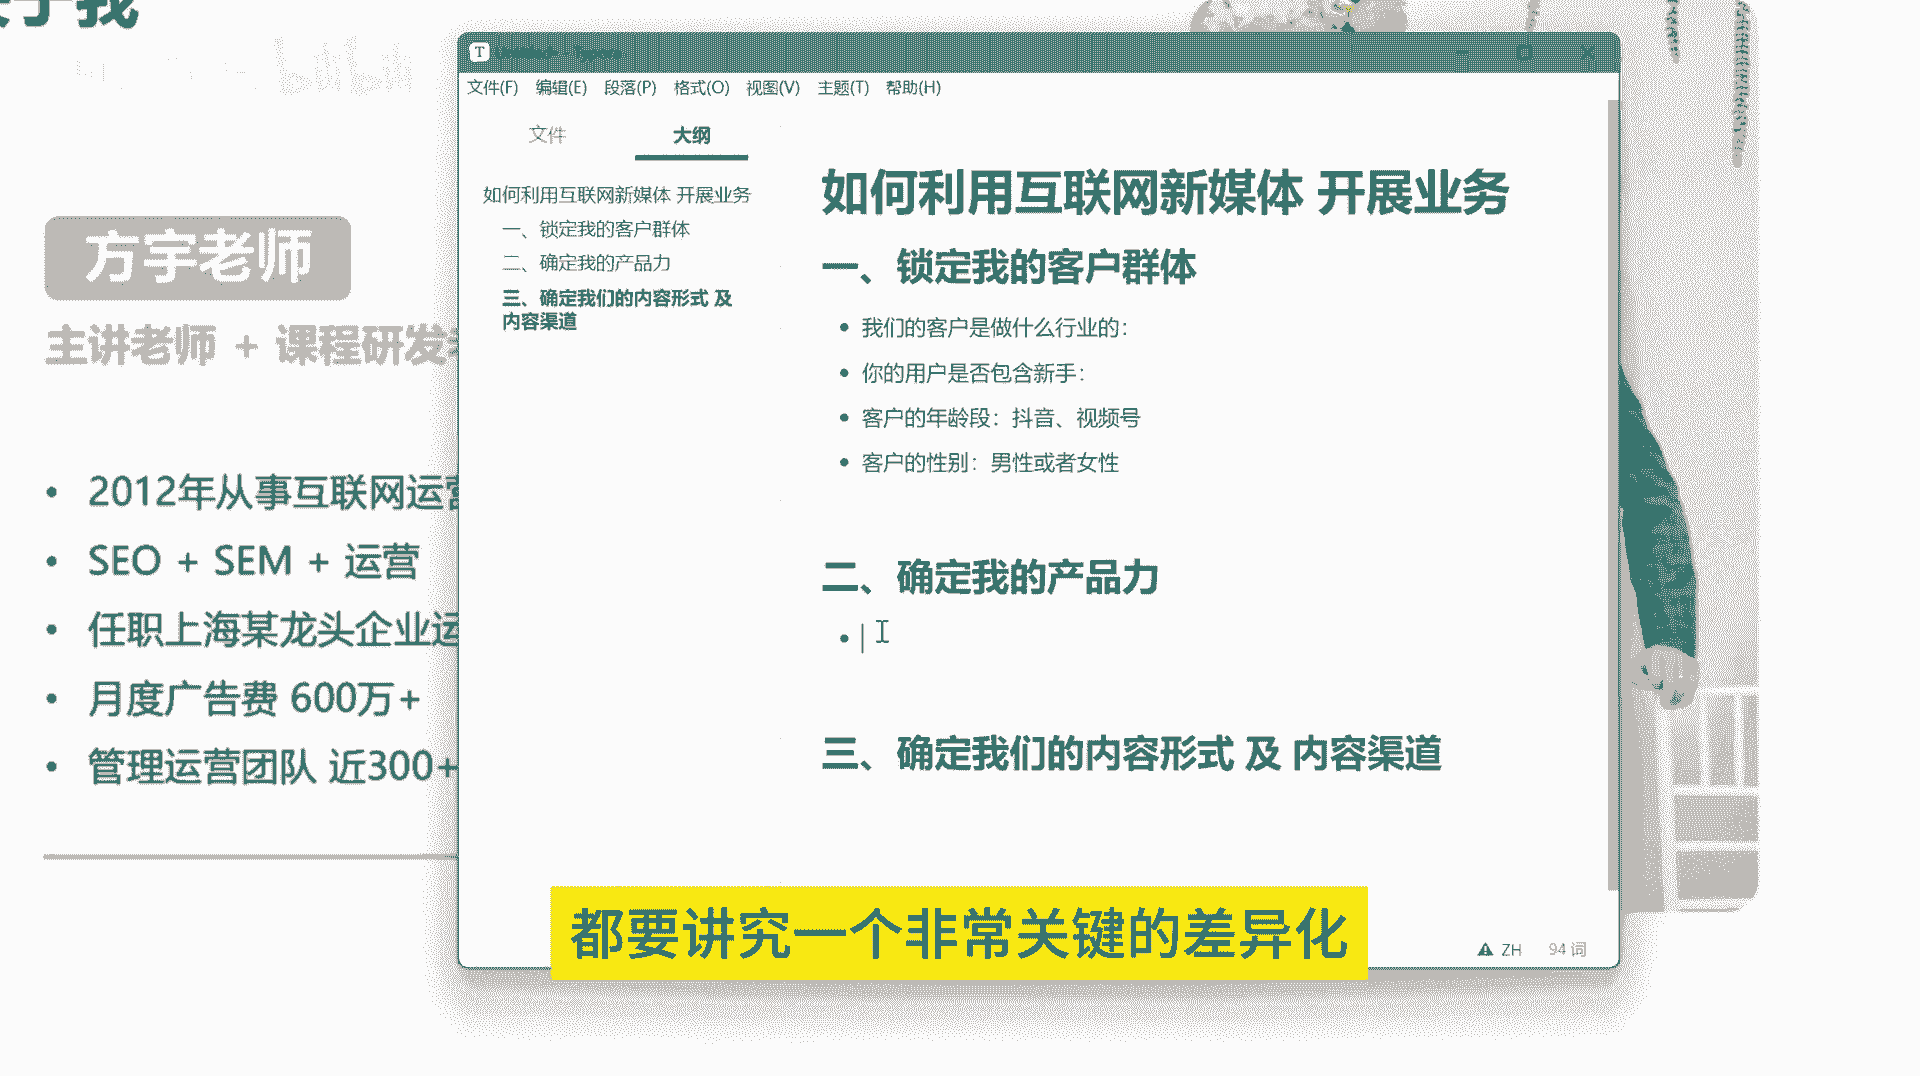 于我
bilibili
方宇老师
主讲老师 + 课程研发
2012年从事互联网运营
SEO + SEM + 运营
任职上海某龙头企业运
月度广告费 600万+
管理运营团队 近300+
T
文件(F) 编辑(E) 段落(P) 格式(O) 视图(V) 主题(T) 帮助(H)
文件 大纲
如何利用互联网新媒体 开展业务
一、锁定我的客户群体
二、确定我的产品力
三、确定我们的内容形式 及
内容渠道
如何利用互联网新媒体 开展业务
一、锁定我的客户群体
我们的客户是做什么行业的：
你的用户是否包含新手：
客户的年龄段：抖音、视频号
客户的性别：男性或者女性
二、确定我的产品力
三、确定我们的内容形式 及 内容渠道
都要讲究一个非常关键的差异化
ZH 94 词